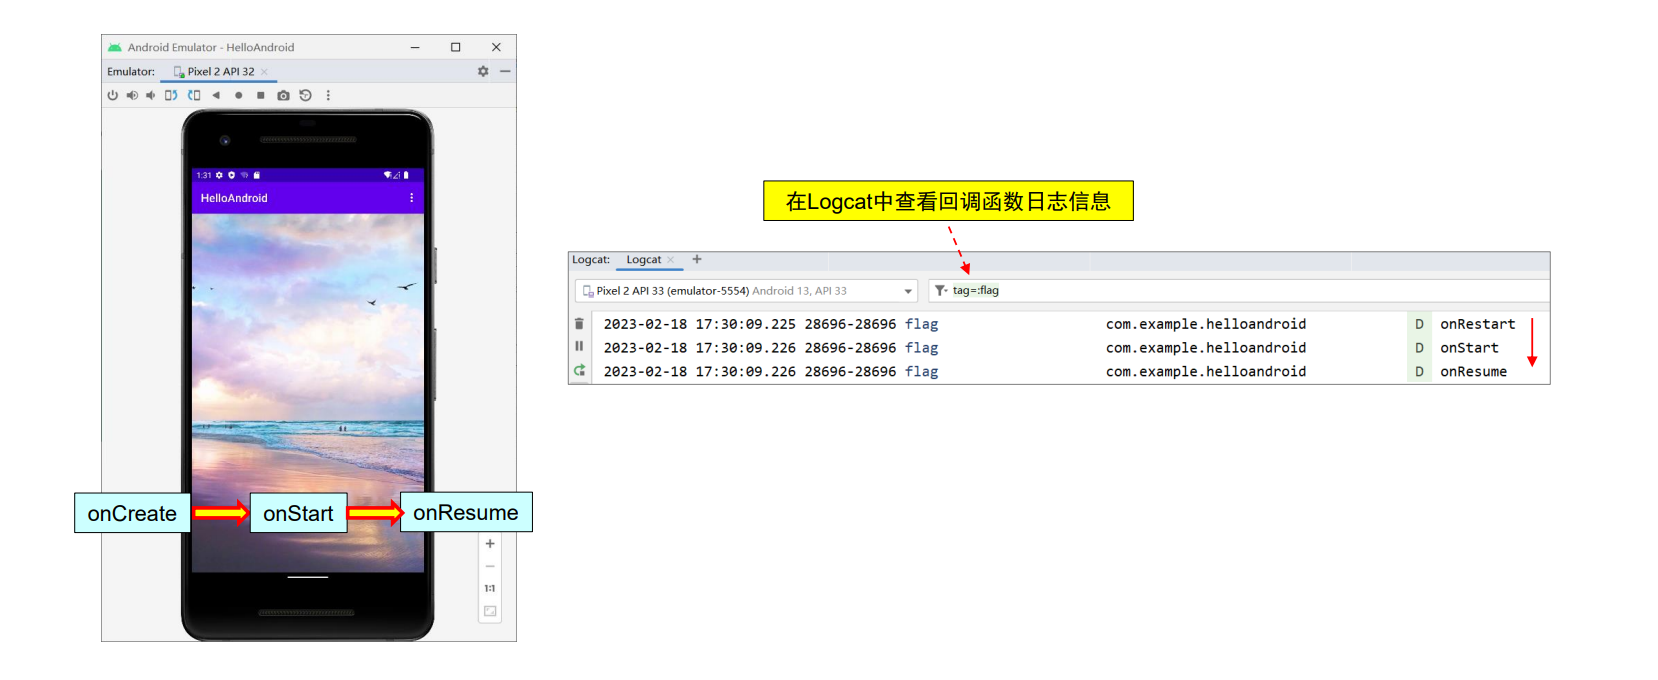 Android Emulator - HelloAndroid
Emulator: Pixel 2 API 32
1:31
HelloAndroid
onCreate
onStart
onResume
1:1
在Logcat中查看回调函数日志信息
Logcat: Logcat
Pixel 2 API 33 (emulator-5554) Android 13, API 33
tag=:flag
2023-02-18 17:30:09.225 28696-28696 flag com.example.helloandroid D onRestart
2023-02-18 17:30:09.226 28696-28696 flag com.example.helloandroid D onStart
2023-02-18 17:30:09.226 28696-28696 flag com.example.helloandroid D onResume